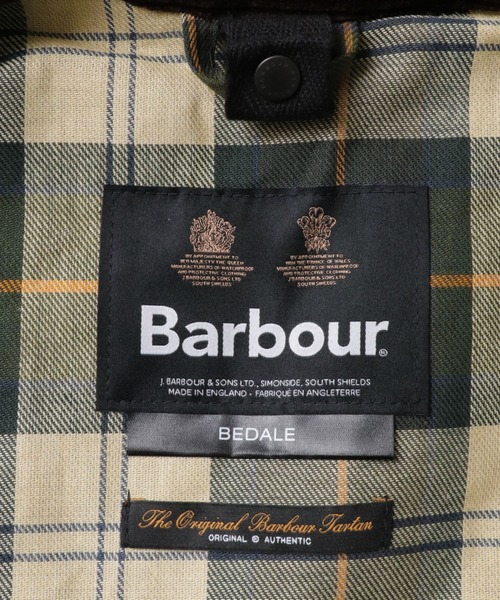 BY APPOINTMENT TO
HER MAJESTY THE QUEEN
MANUFACTURERS OF WATERPROOF
AND PROTECTIVE CLOTHING
J.BARBOUR & SONS LTD
SOUTH SHIELDS
BY APPOINTMENT TO
HRH THE PRINCE OF WALES
MANUFACTURERS OF WATERPROOF
AND PROTECTIVE CLOTHING
J.BARBOUR & SONS LTD
SOUTH SHIELDS
Barbour®
J. BARBOUR & SONS LTD., SIMONSIDE, SOUTH SHIELDS
MADE IN ENGLAND - FABRIQUÉ EN ANGLETERRE
BEDALE
The Original Barbour Tartan
ORIGINAL © AUTHENTIC